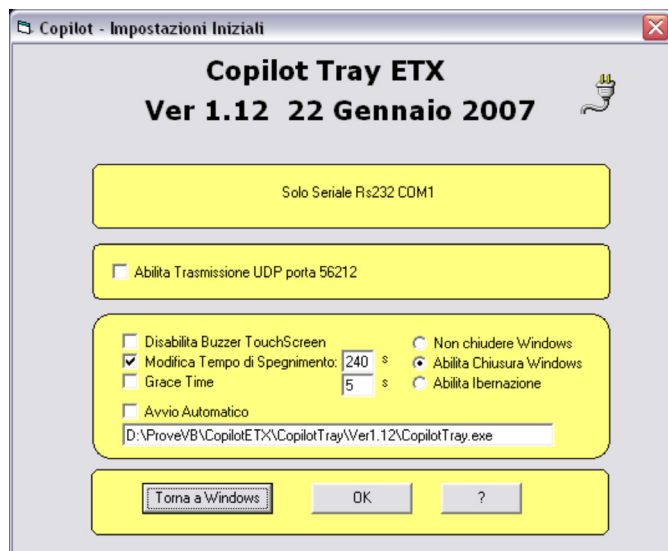 Copilot - Impostazioni Iniziali
Copilot Tray ETX
Ver 1.12 22 Gennaio 2007
Solo Seriale Rs232 COM1
Abilita Trasmissione UDP porta 56212
Disabilita Buzzer TouchScreen
Non chiudere Windows
Modifica Tempo di Spegnimento: 240 s
Abilita Chiusura Windows
Grace Time 5 s
Abilita Ibernazione
Avvio Automatico
D:\ProveVB\CopilotETX\CopilotTray\Ver1.12\CopilotTray.exe
Torna a Windows
OK
?